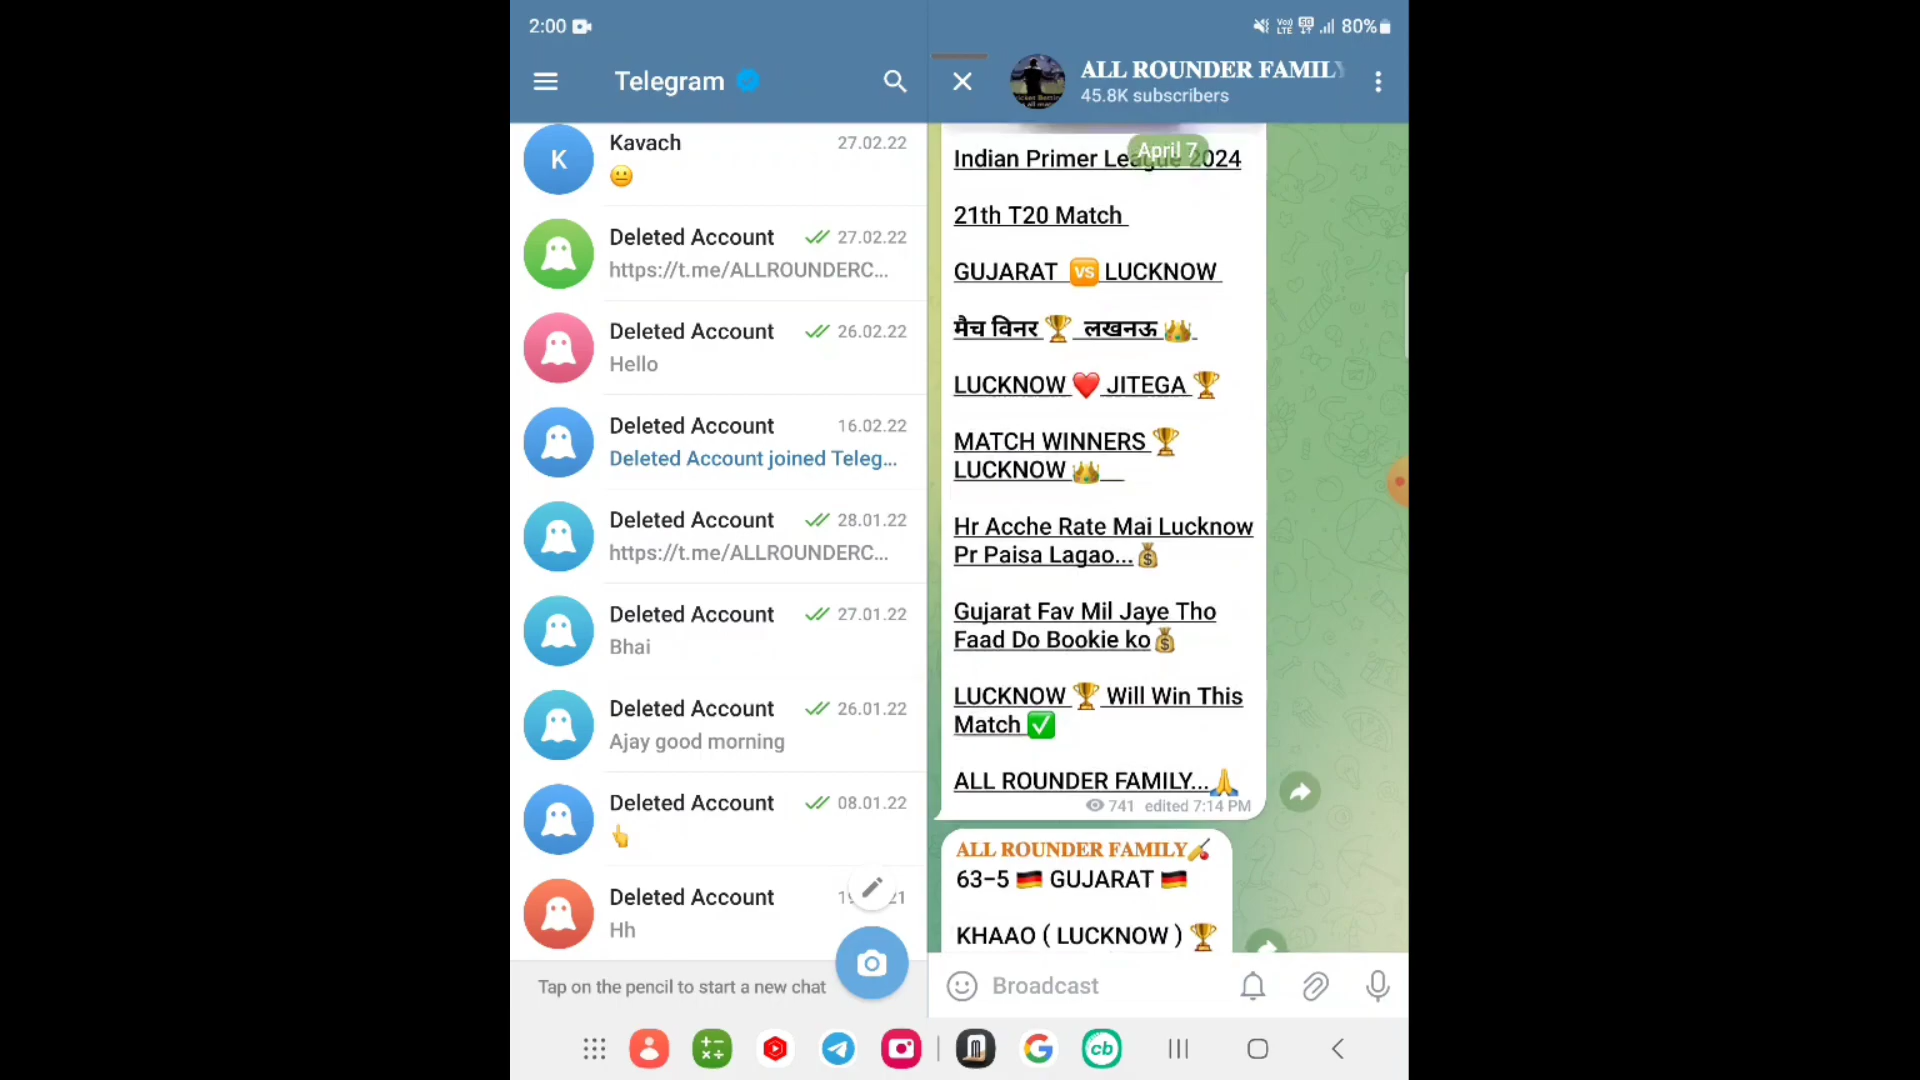 2:00
80%
Telegram
ALL ROUNDER FAMILY
45.8K subscribers
K
Kavach
27.02.22
Deleted Account
27.02.22
https://t.me/ALLROUNDERC...
Deleted Account
26.02.22
Hello
Deleted Account
16.02.22
Deleted Account joined Teleg...
Deleted Account
28.01.22
https://t.me/ALLROUNDERC...
Deleted Account
27.01.22
Bhai
Deleted Account
26.01.22
Ajay good morning
Deleted Account
08.01.22
Deleted Account
Hh
Tap on the pencil to start a new chat
April 7
Indian Primer League 2024
21th T20 Match
GUJARAT VS LUCKNOW
मैच विनर 🏆 लखनऊ 👑
LUCKNOW ❤️ JITEGA 🏆
MATCH WINNERS 🏆
LUCKNOW 👑
Hr Acche Rate Mai Lucknow
Pr Paisa Lagao...💰
Gujarat Fav Mil Jaye Tho
Faad Do Bookie ko💰
LUCKNOW 🏆 Will Win This
Match ✅
ALL ROUNDER FAMILY...🙏
741 edited 7:14 PM
ALL ROUNDER FAMILY🏏
63-5 🇩🇪 GUJARAT 🇩🇪
KHAAO ( LUCKNOW ) 🏆
Broadcast
cb